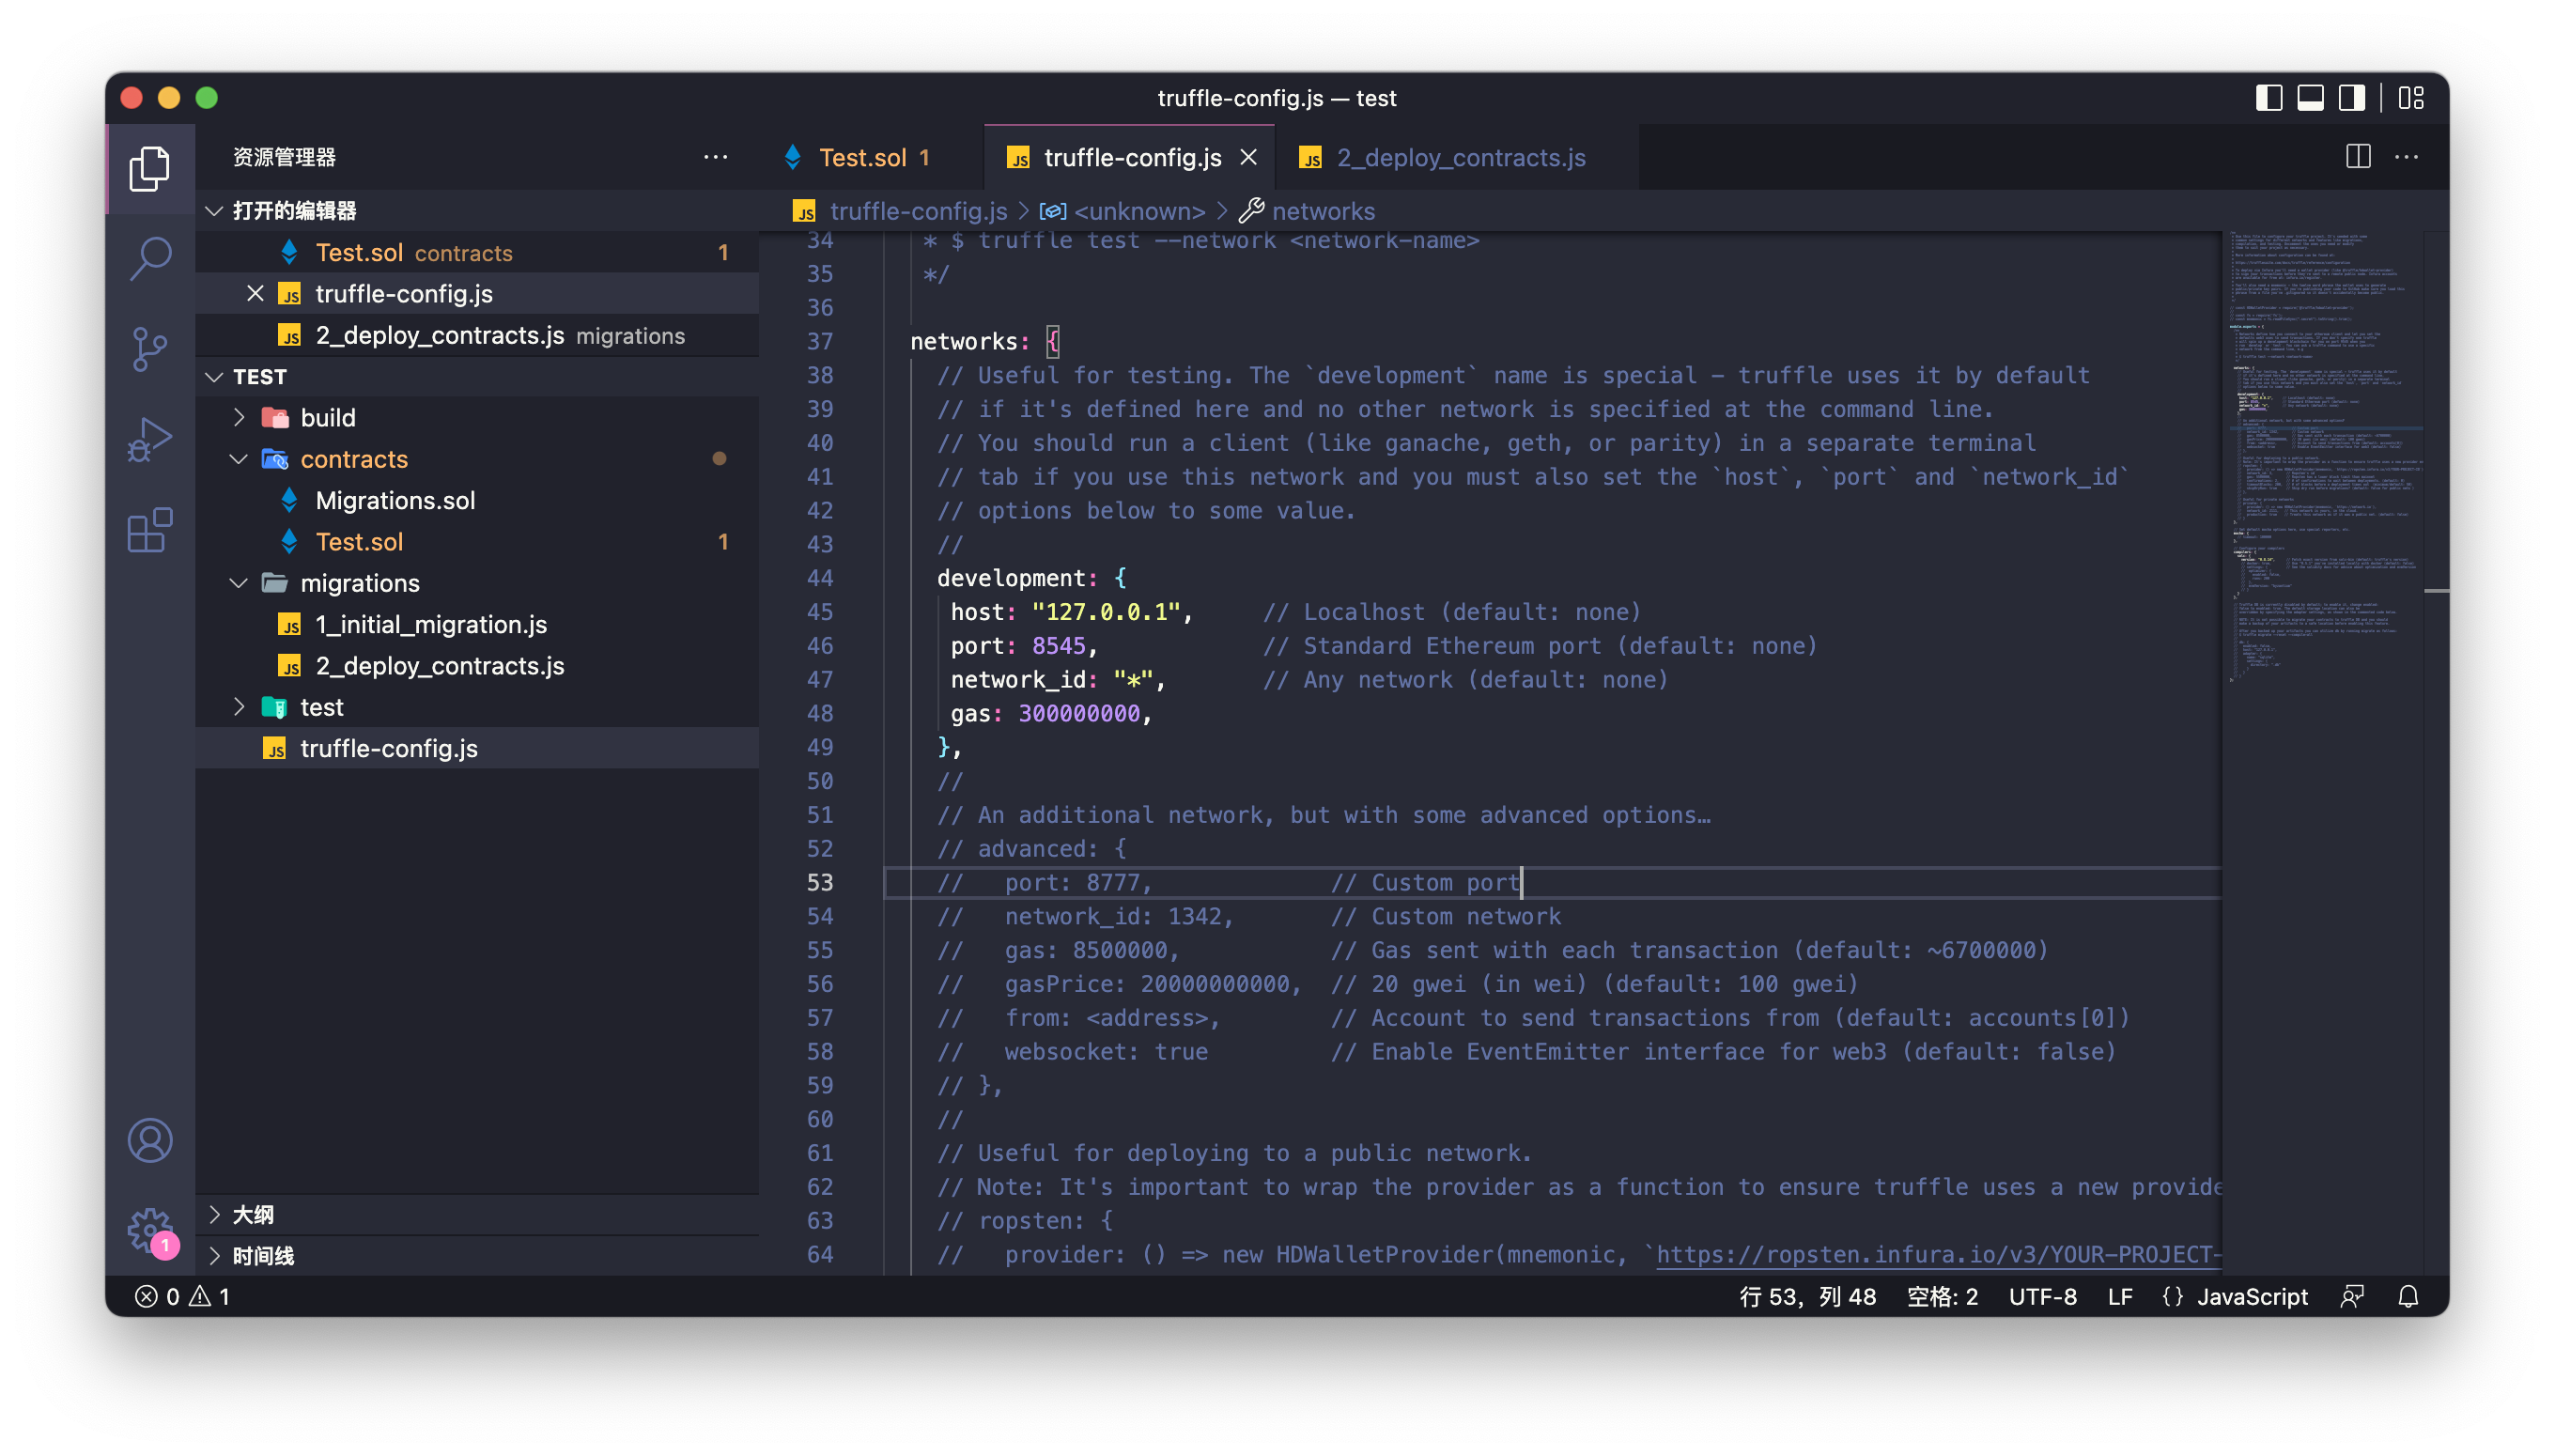 truffle-config.js — test
资源管理器
打开的编辑器
Test.sol contracts 1
truffle-config.js
2_deploy_contracts.js migrations
TEST
build
contracts
Migrations.sol
Test.sol 1
migrations
1_initial_migration.js
2_deploy_contracts.js
test
truffle-config.js
大纲
时间线
1
Test.sol 1
truffle-config.js
2_deploy_contracts.js
truffle-config.js > <unknown> > networks
34 * $ truffle test --network <network-name>
35 */
36
37 networks: {
38 // Useful for testing. The `development` name is special - truffle uses it by default
39 // if it's defined here and no other network is specified at the command line.
40 // You should run a client (like ganache, geth, or parity) in a separate terminal
41 // tab if you use this network and you must also set the `host`, `port` and `network_id`
42 // options below to some value.
43 //
44 development: {
45 host: "127.0.0.1", // Localhost (default: none)
46 port: 8545, // Standard Ethereum port (default: none)
47 network_id: "*", // Any network (default: none)
48 gas: 300000000,
49 },
50 //
51 // An additional network, but with some advanced options…
52 // advanced: {
53 // port: 8777, // Custom port
54 // network_id: 1342, // Custom network
55 // gas: 8500000, // Gas sent with each transaction (default: ~6700000)
56 // gasPrice: 20000000000, // 20 gwei (in wei) (default: 100 gwei)
57 // from: <address>, // Account to send transactions from (default: accounts[0])
58 // websocket: true // Enable EventEmitter interface for web3 (default: false)
59 // },
60 //
61 // Useful for deploying to a public network.
62 // Note: It's important to wrap the provider as a function to ensure truffle uses a new provide
63 // ropsten: {
64 // provider: () => new HDWalletProvider(mnemonic, `https://ropsten.infura.io/v3/YOUR-PROJECT-
0 1
行 53，列 48 空格: 2 UTF-8 LF {} JavaScript